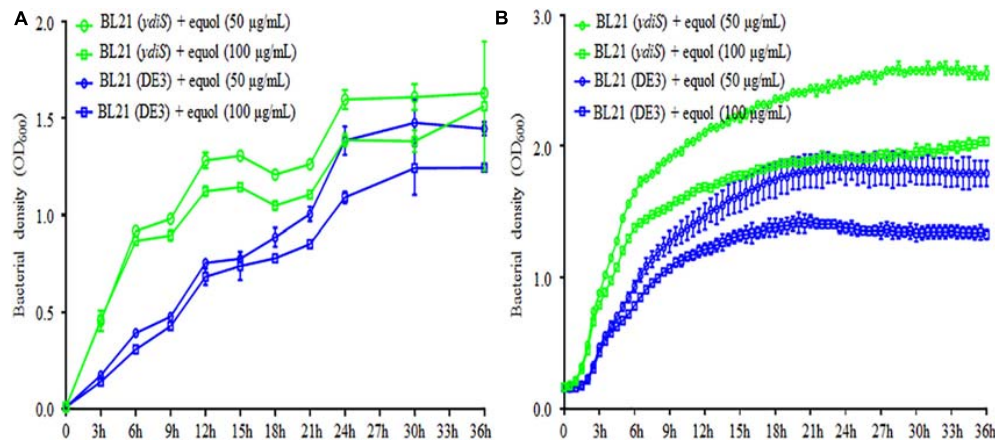 A
BL21 (ydiS) + equol (50 µg/mL)
BL21 (ydiS) + equol (100 µg/mL)
BL21 (DE3) + equol (50 µg/mL)
BL21 (DE3) + equol (100 µg/mL)
Bacterial density (OD600)
2.0
1.5
1.0
0.5
0.0
0 3h 6h 9h 12h 15h 18h 21h 24h 27h 30h 33h 36h
B
BL21 (ydiS) + equol (50 µg/mL)
BL21 (ydiS) + equol (100 µg/mL)
BL21 (DE3) + equol (50 µg/mL)
BL21 (DE3) + equol (100 µg/mL)
Bacterial density (OD600)
3.0
2.0
1.0
0.0
0 3h 6h 9h 12h 15h 18h 21h 24h 27h 30h 33h 36h